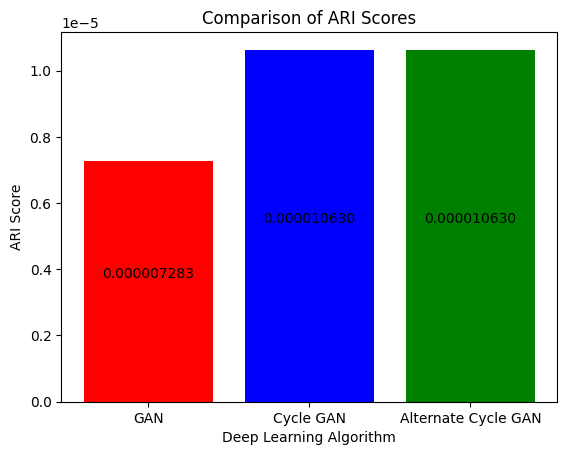 Comparison of ARI Scores
1e−5
1.0
0.8
0.6
0.4
0.2
0.0
ARI Score
0.000007283
0.000010630
0.000010630
GAN
Cycle GAN
Alternate Cycle GAN
Deep Learning Algorithm